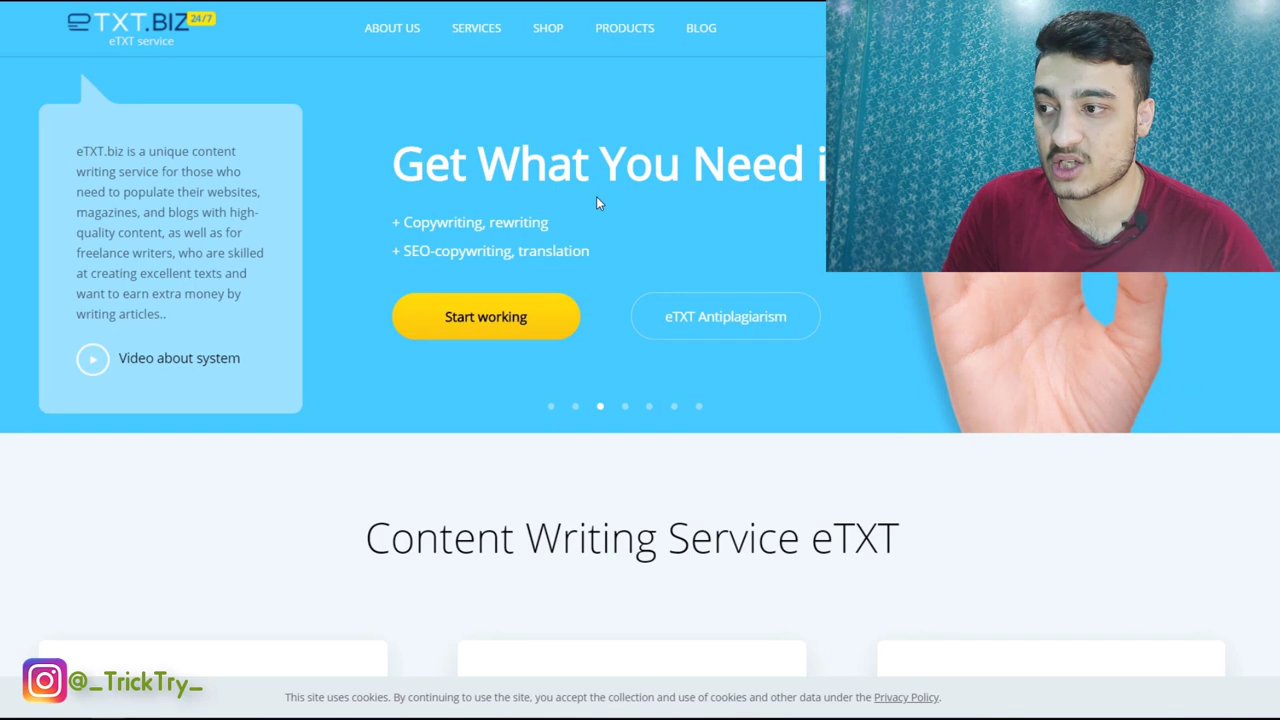 eTXT.BIZ 24/7
eTXT service
ABOUT US SERVICES SHOP PRODUCTS BLOG
eTXT.biz is a unique content
writing service for those who
need to populate their websites,
magazines, and blogs with high-
quality content, as well as for
freelance writers, who are skilled
at creating excellent texts and
want to earn extra money by
writing articles..
Video about system
Get What You Need i
+ Copywriting, rewriting
+ SEO-copywriting, translation
Start working
eTXT Antiplagiarism
Content Writing Service eTXT
@_TrickTry_
This site uses cookies. By continuing to use the site, you accept the collection and use of cookies and other data under the Privacy Policy.